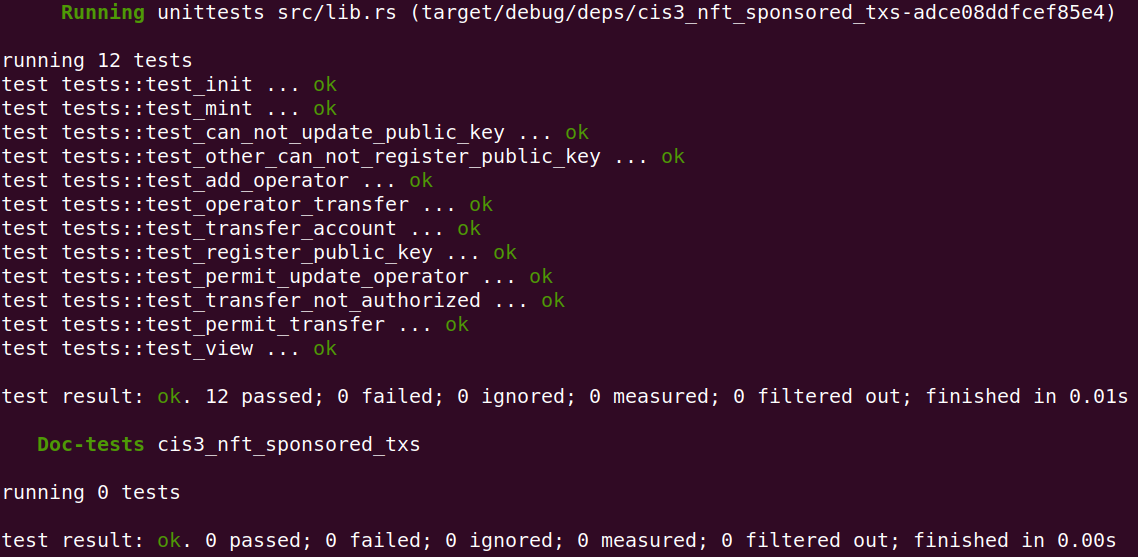 Running unittests src/lib.rs (target/debug/deps/cis3_nft_sponsored_txs-adce08ddfcef85e4)
running 12 tests
test tests::test_init ... ok
test tests::test_mint ... ok
test tests::test_can_not_update_public_key ... ok
test tests::test_other_can_not_register_public_key ... ok
test tests::test_add_operator ... ok
test tests::test_operator_transfer ... ok
test tests::test_transfer_account ... ok
test tests::test_register_public_key ... ok
test tests::test_permit_update_operator ... ok
test tests::test_transfer_not_authorized ... ok
test tests::test_permit_transfer ... ok
test tests::test_view ... ok
test result: ok. 12 passed; 0 failed; 0 ignored; 0 measured; 0 filtered out; finished in 0.01s
Doc-tests cis3_nft_sponsored_txs
running 0 tests
test result: ok. 0 passed; 0 failed; 0 ignored; 0 measured; 0 filtered out; finished in 0.00s